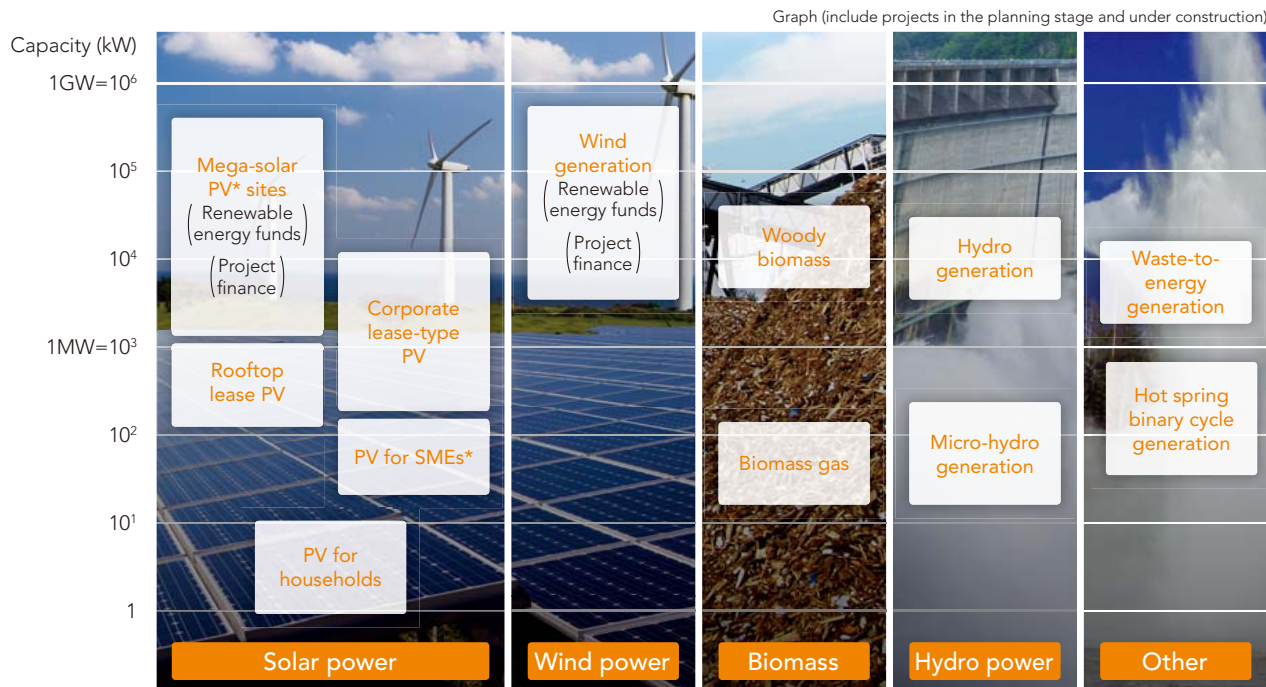 Graph (include projects in the planning stage and under construction)
Capacity (kW)
1GW=10⁶
10⁵
10⁴
1MW=10³
10²
10¹
1
Mega-solar
PV* sites
(Renewable
energy funds)
(Project
finance)
Rooftop
lease PV
Corporate
lease-type
PV
PV for SMEs*
PV for
households
Solar power
Wind
generation
(Renewable
energy funds)
(Project
finance)
Wind power
Woody
biomass
Biomass gas
Biomass
Hydro
generation
Micro-hydro
generation
Hydro power
Waste-to-
energy
generation
Hot spring
binary cycle
generation
Other